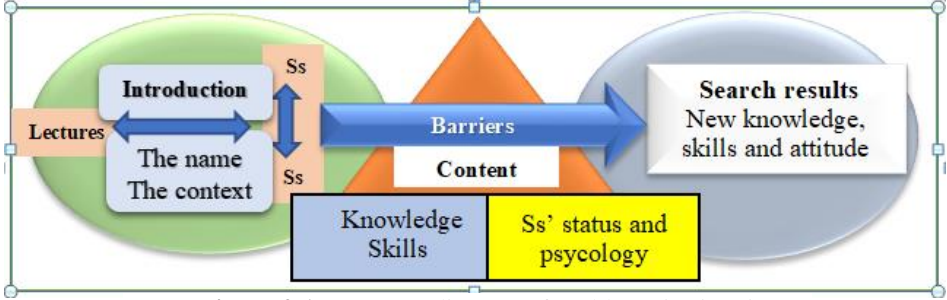 Lectures
Introduction
The name
The context
Ss
Ss
Barriers
Content
Knowledge
Skills
Ss' status and
psycology
Search results
New knowledge,
skills and attitude